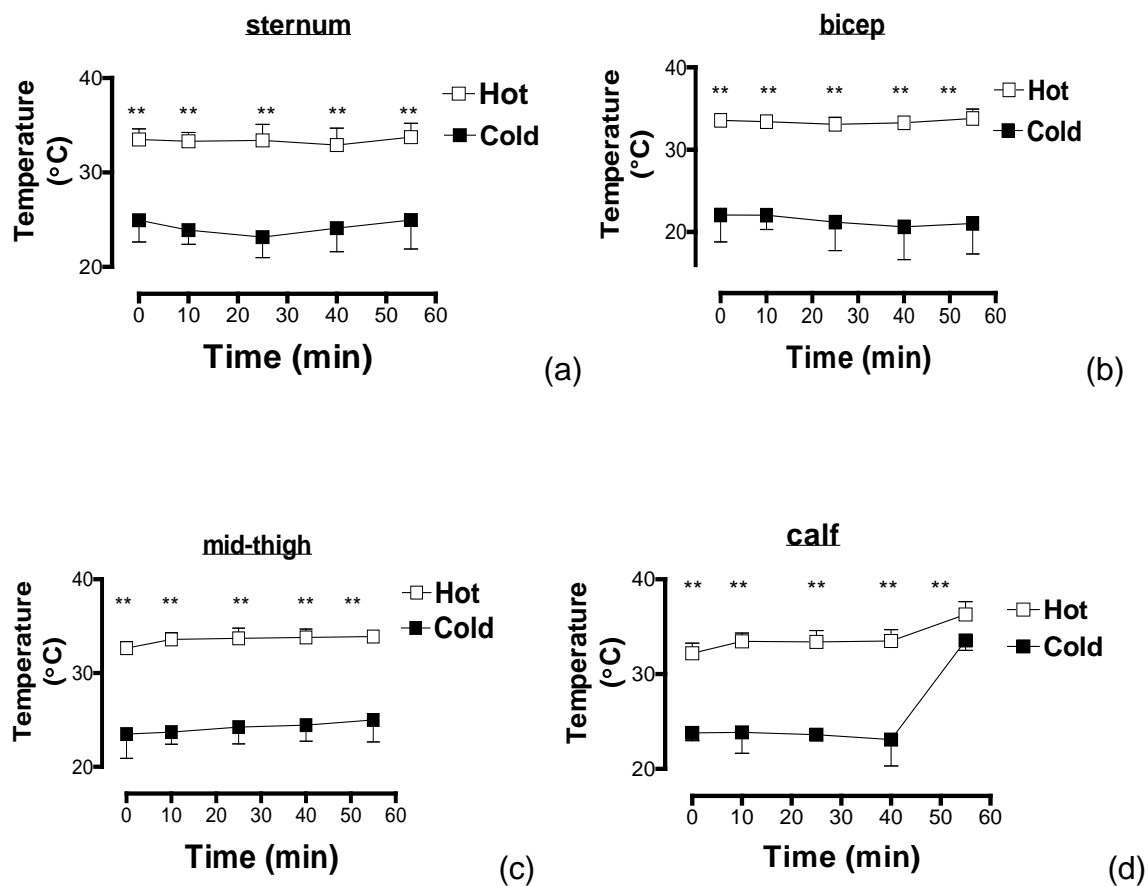 sternum
40
30
20
Temperature
(°C)
** ** ** ** **
Hot
Cold
0 10 20 30 40 50 60
Time (min)
(a)
bicep
40
30
20
Temperature
(°C)
** ** ** ** **
Hot
Cold
0 10 20 30 40 50 60
Time (min)
(b)
mid-thigh
40
30
20
Temperature
(°C)
** ** ** ** **
Hot
Cold
0 10 20 30 40 50 60
Time (min)
(c)
calf
40
30
20
Temperature
(°C)
** ** ** ** **
Hot
Cold
0 10 20 30 40 50 60
Time (min)
(d)